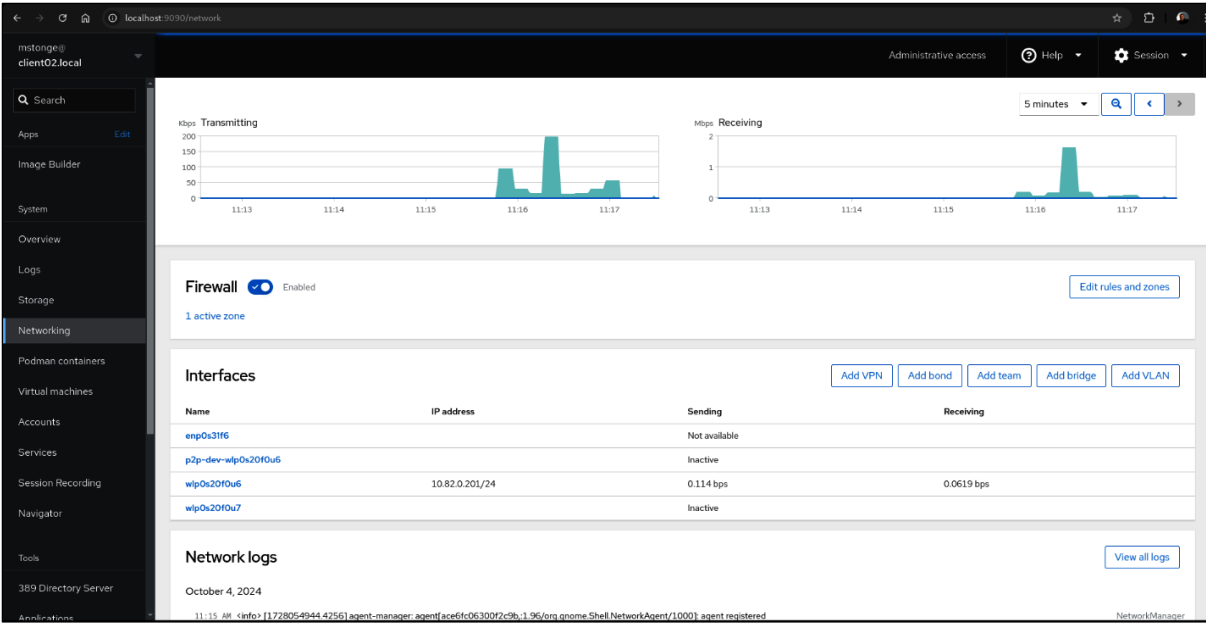 localhost:9090/network
mstonge@
client02.local
Administrative access
Help
Session
Search
Apps Edit
Image Builder
System
Overview
Logs
Storage
Networking
Podman containers
Virtual machines
Accounts
Services
Session Recording
Navigator
Tools
389 Directory Server
Applications
5 minutes
Kbps Transmitting
200
150
100
50
0
11:13 11:14 11:15 11:16 11:17
Mbps Receiving
2
1
0
11:13 11:14 11:15 11:16 11:17
Firewall Enabled Edit rules and zones
1 active zone
Interfaces Add VPN Add bond Add team Add bridge Add VLAN
Name IP address Sending Receiving
enp0s31f6 Not available
p2p-dev-wlp0s20f0u6 Inactive
wlp0s20f0u6 10.82.0.201/24 0.114 bps 0.0619 bps
wlp0s20f0u7 Inactive
Network logs View all logs
October 4, 2024
11:15 AM <info> [1728054944.4256] agent-manager: agent[ace6fc06300f2c9b,:1.96/org.gnome.Shell.NetworkAgent/1000]: agent registered NetworkManager